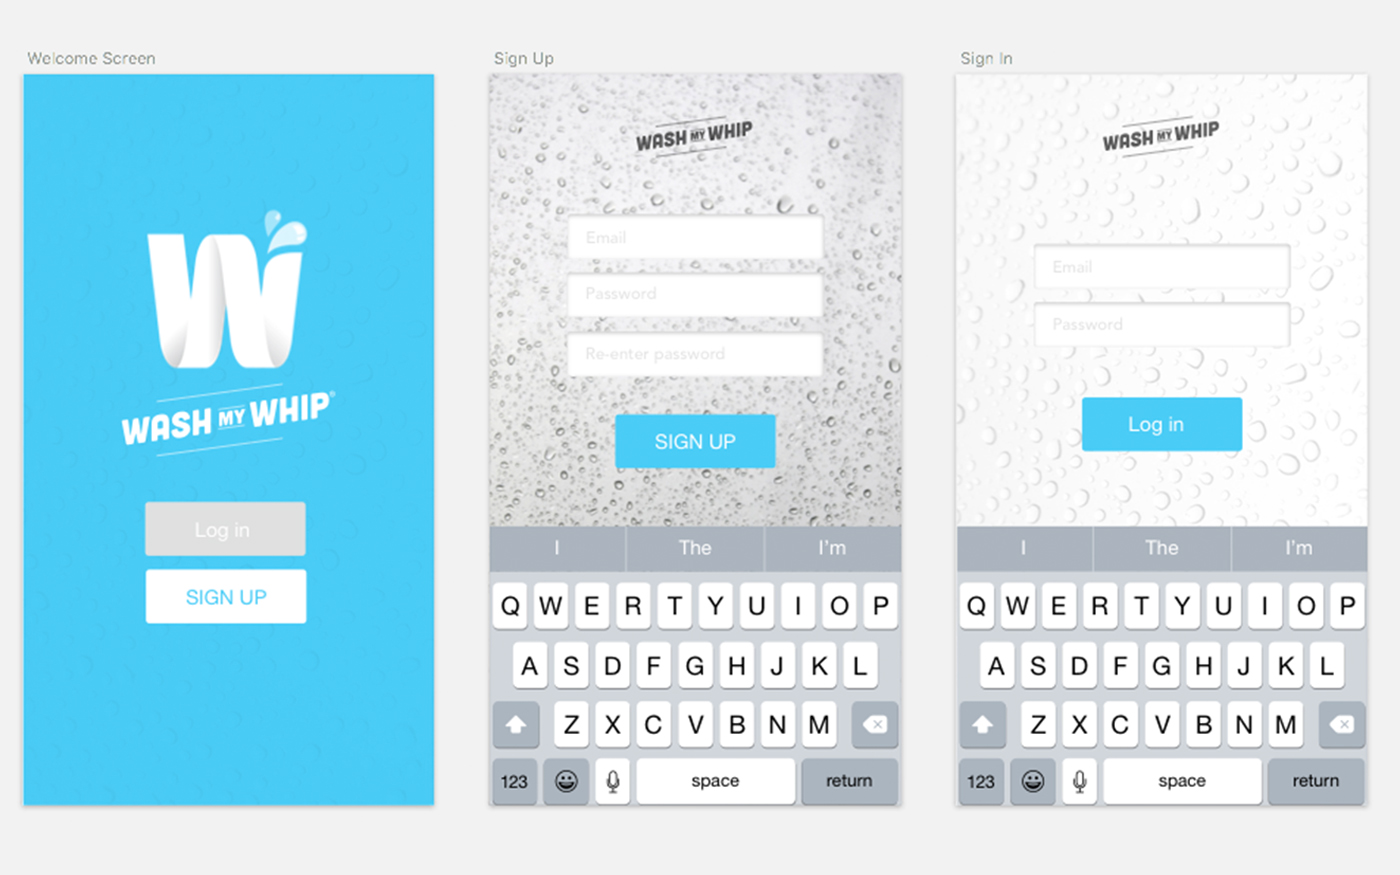 Welcome Screen
WASH MY WHIP®
Log in
SIGN UP
Sign Up
WASH MY WHIP
Email
Password
Re-enter password
SIGN UP
I The I'm
Q W E R T Y U I O P
A S D F G H J K L
Z X C V B N M
123 space return
Sign In
WASH MY WHIP
Email
Password
Log in
I The I'm
Q W E R T Y U I O P
A S D F G H J K L
Z X C V B N M
123 space return